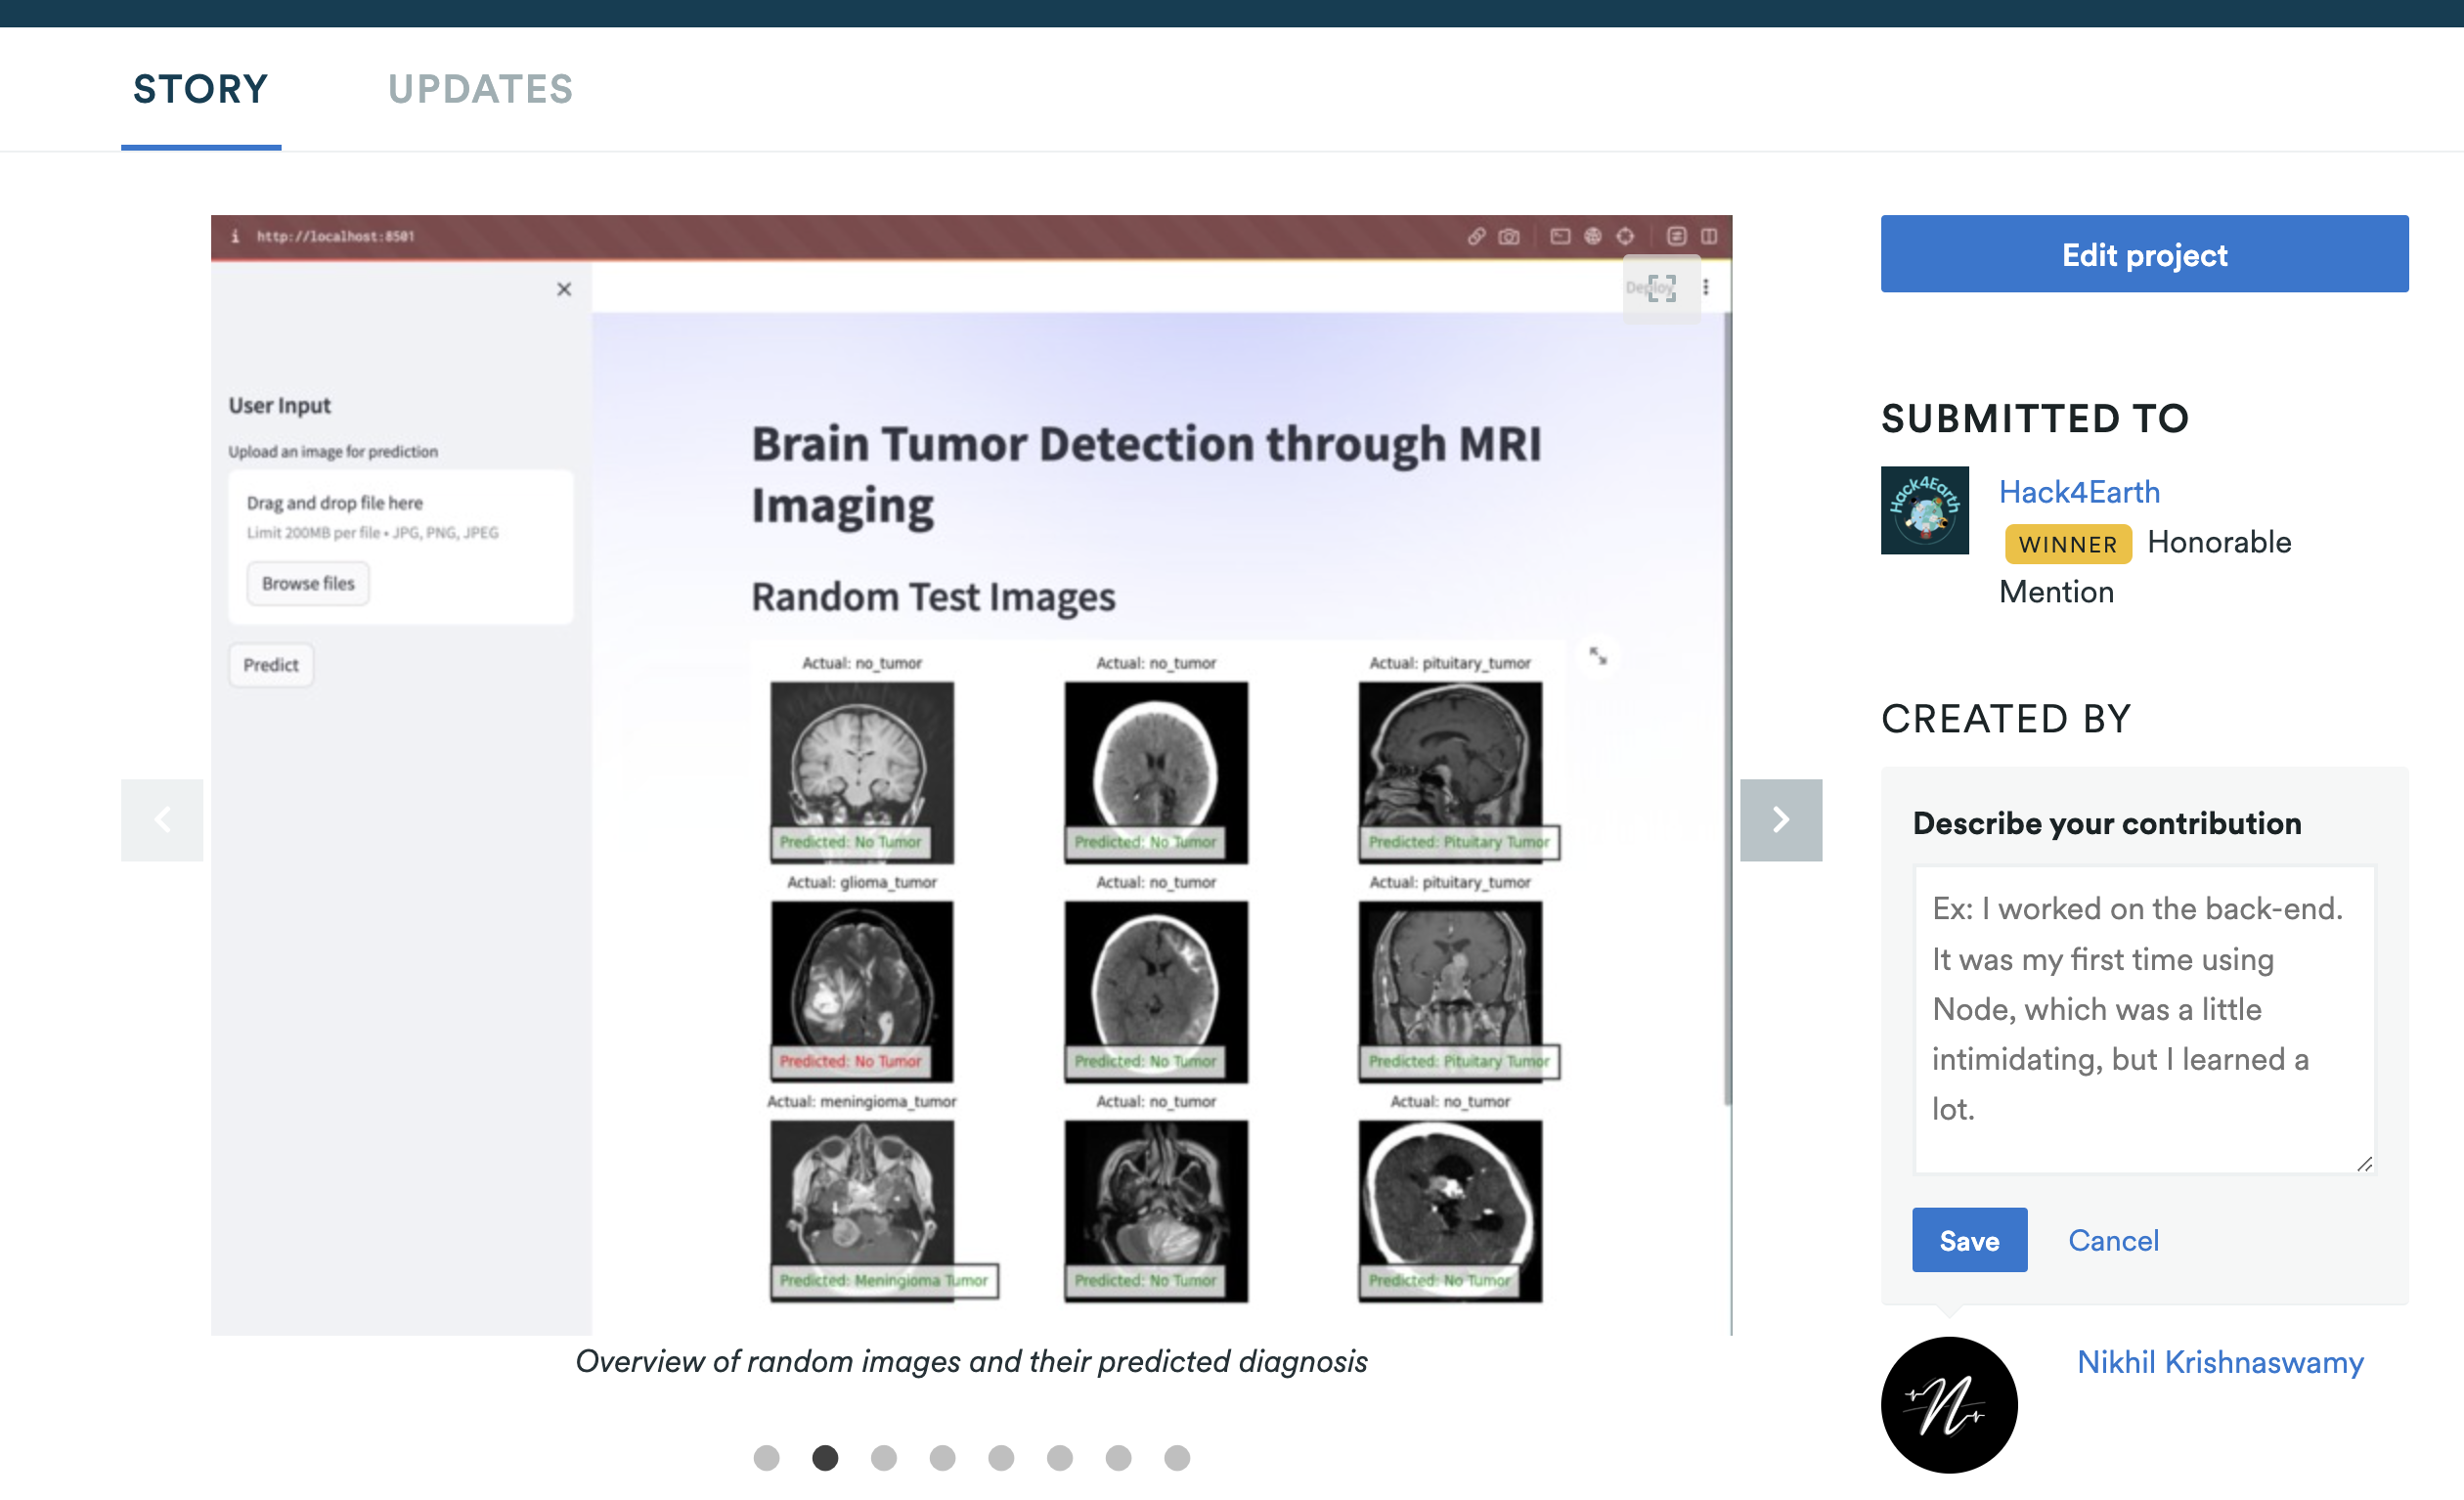 STORY
UPDATES
http://localhost:8501
Deploy
User Input
Upload an image for prediction
Drag and drop file here
Limit 200MB per file • JPG, PNG, JPEG
Browse files
Predict
Brain Tumor Detection through MRI
Imaging
Random Test Images
Actual: no_tumor
Actual: no_tumor
Actual: pituitary_tumor
Predicted: No Tumor
Predicted: No Tumor
Predicted: Pituitary Tumor
Actual: glioma_tumor
Actual: no_tumor
Actual: pituitary_tumor
Predicted: No Tumor
Predicted: No Tumor
Predicted: Pituitary Tumor
Actual: meningioma_tumor
Actual: no_tumor
Actual: no_tumor
Predicted: Meningioma Tumor
Predicted: No Tumor
Predicted: No Tumor
Overview of random images and their predicted diagnosis
Edit project
SUBMITTED TO
Hack4Earth
Hack4Earth
WINNER Honorable
Mention
CREATED BY
Describe your contribution
Ex: I worked on the back-end.
It was my first time using
Node, which was a little
intimidating, but I learned a
lot.
Save
Cancel
N
Nikhil Krishnaswamy